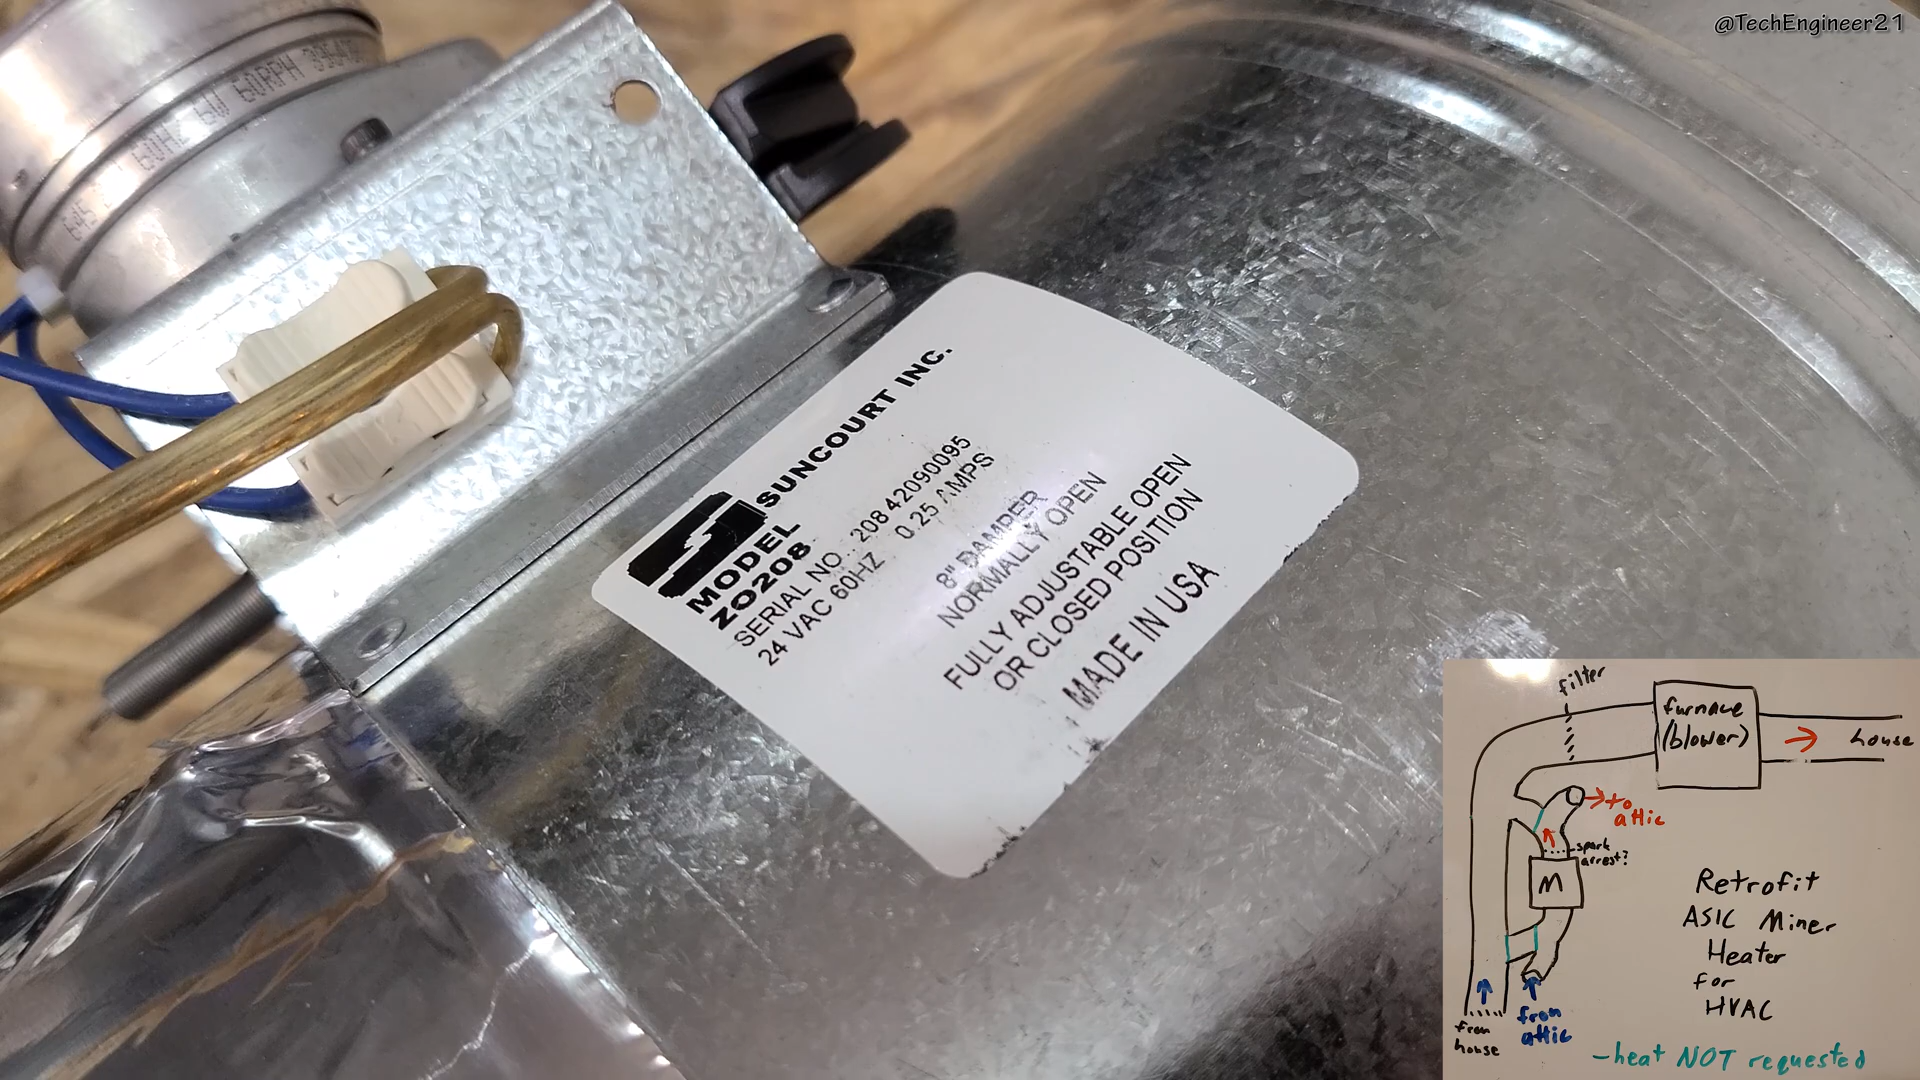 @TechEngineer21
SUNCOURT INC.
MODEL
ZO208
SERIAL NO.: 208 42090095
24 VAC 60HZ 0.25 AMPS
8" DAMPER
NORMALLY OPEN
FULLY ADJUSTABLE OPEN
OR CLOSED POSITION
MADE IN USA
filter
furnace
(blower)
house
to
attic
spark
arrest?
M
Retrofit
ASIC Miner
Heater
for
HVAC
from
house
from
attic
-heat NOT requested